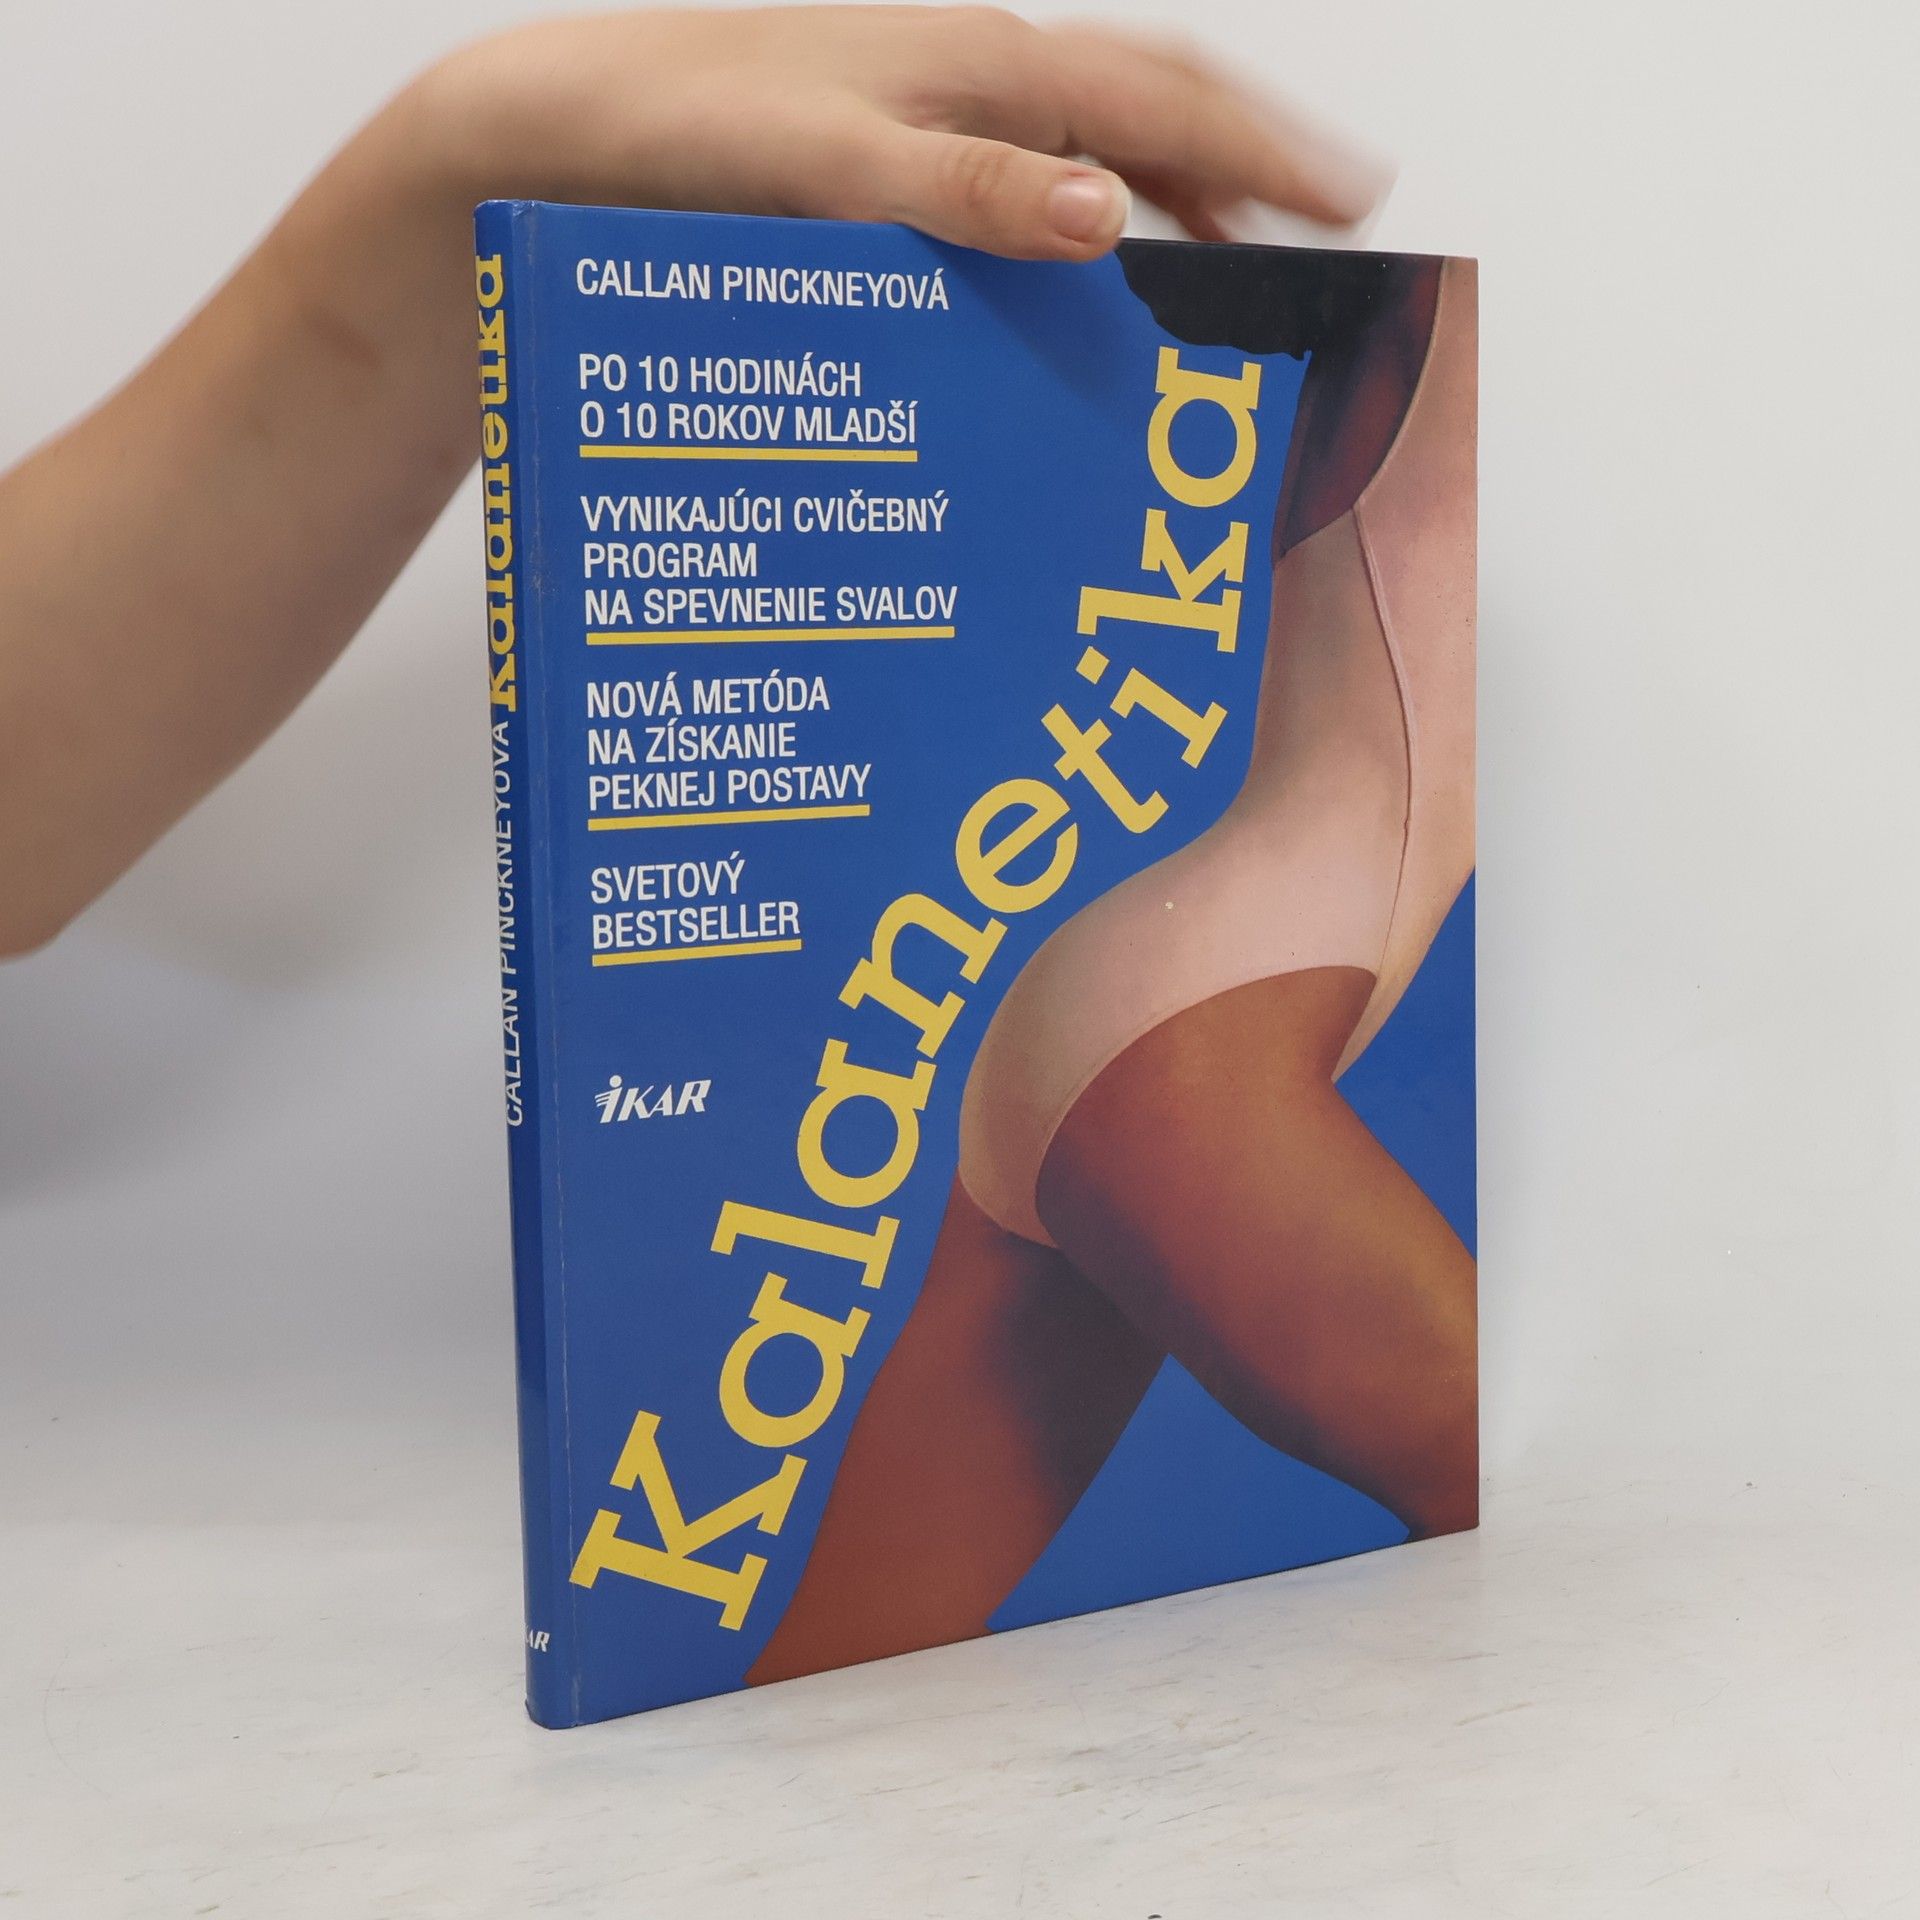 CALLAN PINCKNEYOVÁ
PO 10 HODINÁCH
O 10 ROKOV MLADŠÍ
VYNIKAJÚCI CVIČEBNÝ
PROGRAM
NA SPEVNENIE SVALOV
NOVÁ METÓDA
NA ZÍSKANIE
PEKNEJ POSTAVY
SVETOVÝ
BESTSELLER
IKAR
Kalanetika
CALLAN PINCKNEYOVÁ Kalanetika